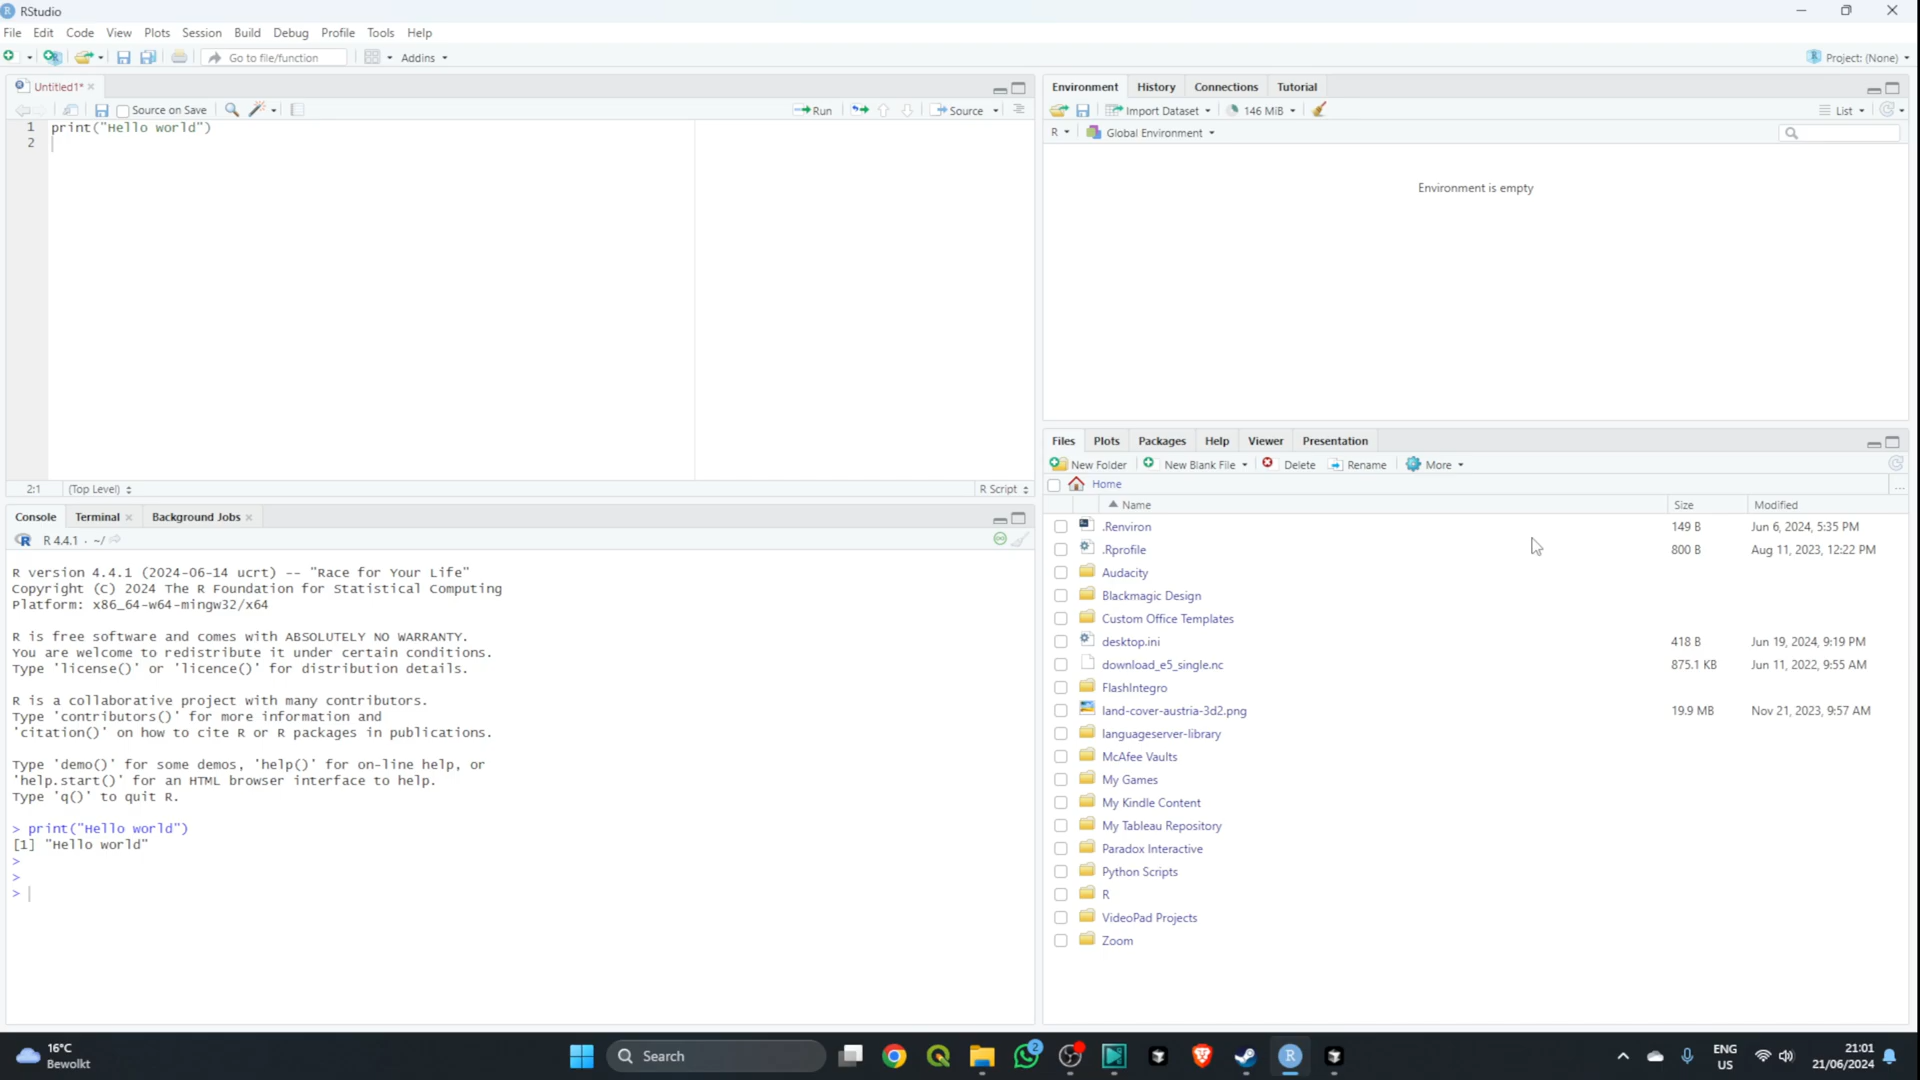 RStudio
File Edit Code View Plots Session Build Debug Profile Tools Help
Go to file/function Addins Project: (None)
Untitled1*
Source on Save Run Source
1 print("Hello world")
2
2:1 (Top Level) R Script
Console Terminal Background Jobs
R 4.4.1 · ~/
R version 4.4.1 (2024-06-14 ucrt) -- "Race for Your Life"
Copyright (C) 2024 The R Foundation for Statistical Computing
Platform: x86_64-w64-mingw32/x64
R is free software and comes with ABSOLUTELY NO WARRANTY.
You are welcome to redistribute it under certain conditions.
Type 'license()' or 'licence()' for distribution details.
R is a collaborative project with many contributors.
Type 'contributors()' for more information and
'citation()' on how to cite R or R packages in publications.
Type 'demo()' for some demos, 'help()' for on-line help, or
'help.start()' for an HTML browser interface to help.
Type 'q()' to quit R.
> print("Hello world")
[1] "Hello world"
>
>
>
Environment History Connections Tutorial
Import Dataset 146 MiB List
R Global Environment
Environment is empty
Files Plots Packages Help Viewer Presentation
New Folder New Blank File Delete Rename More
Home ...
Name Size Modified
.Renviron 149 B Jun 6, 2024, 5:35 PM
.Rprofile 800 B Aug 11, 2023, 12:22 PM
Audacity
Blackmagic Design
Custom Office Templates
desktop.ini 418 B Jun 19, 2024, 9:19 PM
download_e5_single.nc 875.1 KB Jun 11, 2022, 9:55 AM
FlashIntegro
land-cover-austria-3d2.png 19.9 MB Nov 21, 2023, 9:57 AM
languageserver-library
McAfee Vaults
My Games
My Kindle Content
My Tableau Repository
Paradox Interactive
Python Scripts
R
VideoPad Projects
Zoom
16°C
Bewolkt
Search
2
R
ENG
US
21:01
21/06/2024